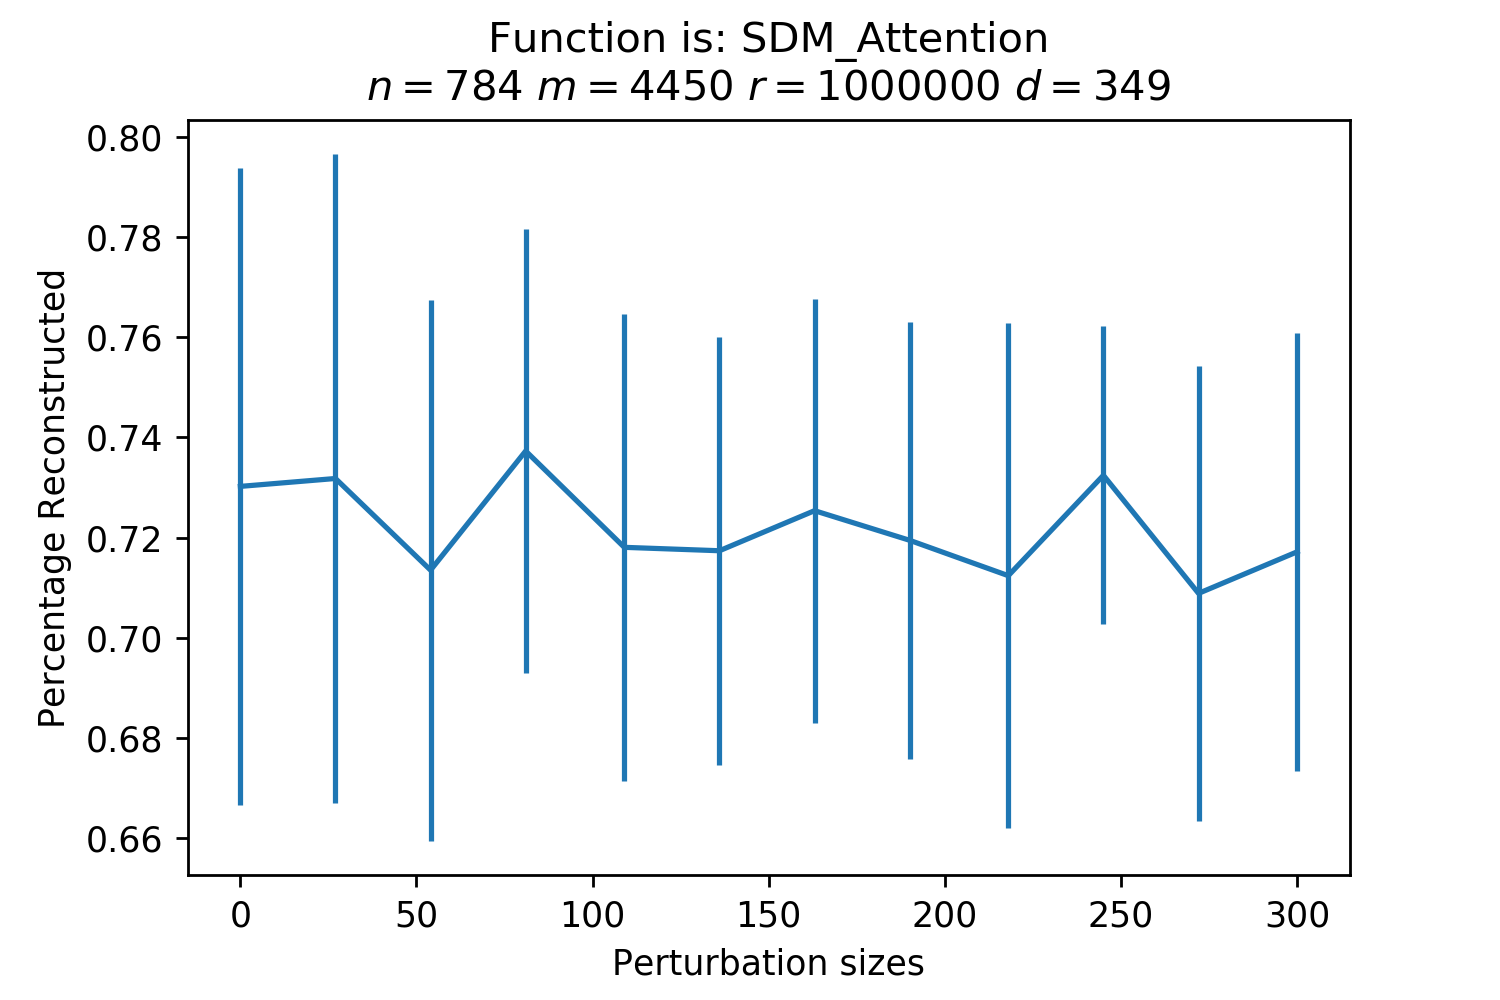 Function is: SDM_Attention
n = 784 m = 4450 r = 1000000 d = 349
Percentage Reconstructed
0.80
0.78
0.76
0.74
0.72
0.70
0.68
0.66
0 50 100 150 200 250 300
Perturbation sizes